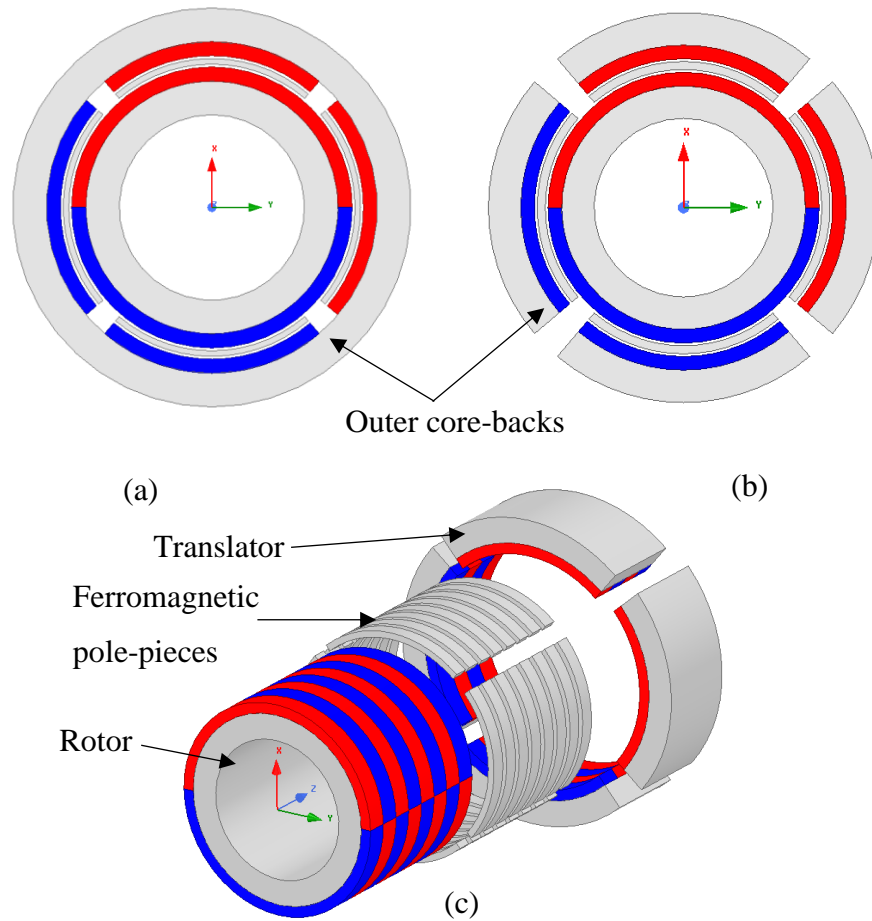 X
Y
Z
X
Y
Z
Outer core-backs
(a)
(b)
Translator
Ferromagnetic
pole-pieces
Rotor
X
Z
Y
(c)